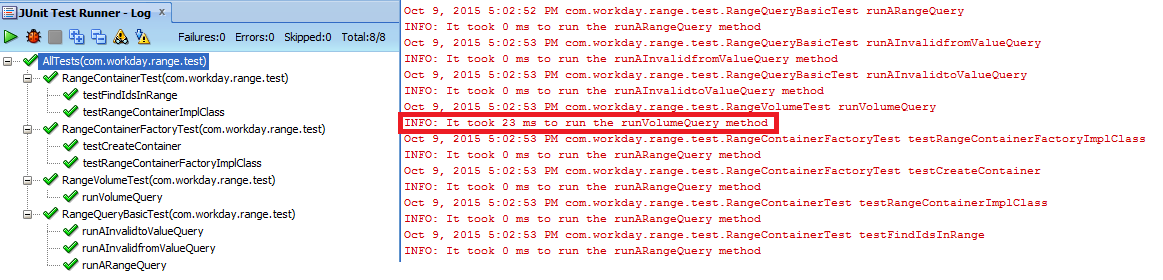 JUnit Test Runner - Log
Failures:0 Errors:0 Skipped:0 Total:8/8
AllTests(com.workday.range.test)
RangeContainerTest(com.workday.range.test)
testFindIdsInRange
testRangeContainerImplClass
RangeContainerFactoryTest(com.workday.range.test)
testCreateContainer
testRangeContainerFactoryImplClass
RangeVolumeTest(com.workday.range.test)
runVolumeQuery
RangeQueryBasicTest(com.workday.range.test)
runAInvalidtoValueQuery
runAInvalidfromValueQuery
runARangeQuery
Oct 9, 2015 5:02:52 PM com.workday.range.test.RangeQueryBasicTest runARangeQuery
INFO: It took 0 ms to run the runARangeQuery method
Oct 9, 2015 5:02:53 PM com.workday.range.test.RangeQueryBasicTest runAInvalidfromValueQuery
INFO: It took 0 ms to run the runAInvalidfromValueQuery method
Oct 9, 2015 5:02:53 PM com.workday.range.test.RangeQueryBasicTest runAInvalidtoValueQuery
INFO: It took 0 ms to run the runAInvalidtoValueQuery method
Oct 9, 2015 5:02:53 PM com.workday.range.test.RangeVolumeTest runVolumeQuery
INFO: It took 23 ms to run the runVolumeQuery method
Oct 9, 2015 5:02:53 PM com.workday.range.test.RangeContainerFactoryTest testRangeContainerFactoryImplClass
INFO: It took 0 ms to run the runARangeQuery method
Oct 9, 2015 5:02:53 PM com.workday.range.test.RangeContainerFactoryTest testCreateContainer
INFO: It took 0 ms to run the runARangeQuery method
Oct 9, 2015 5:02:53 PM com.workday.range.test.RangeContainerTest testRangeContainerImplClass
INFO: It took 0 ms to run the runARangeQuery method
Oct 9, 2015 5:02:53 PM com.workday.range.test.RangeContainerTest testFindIdsInRange
INFO: It took 0 ms to run the runARangeQuery method